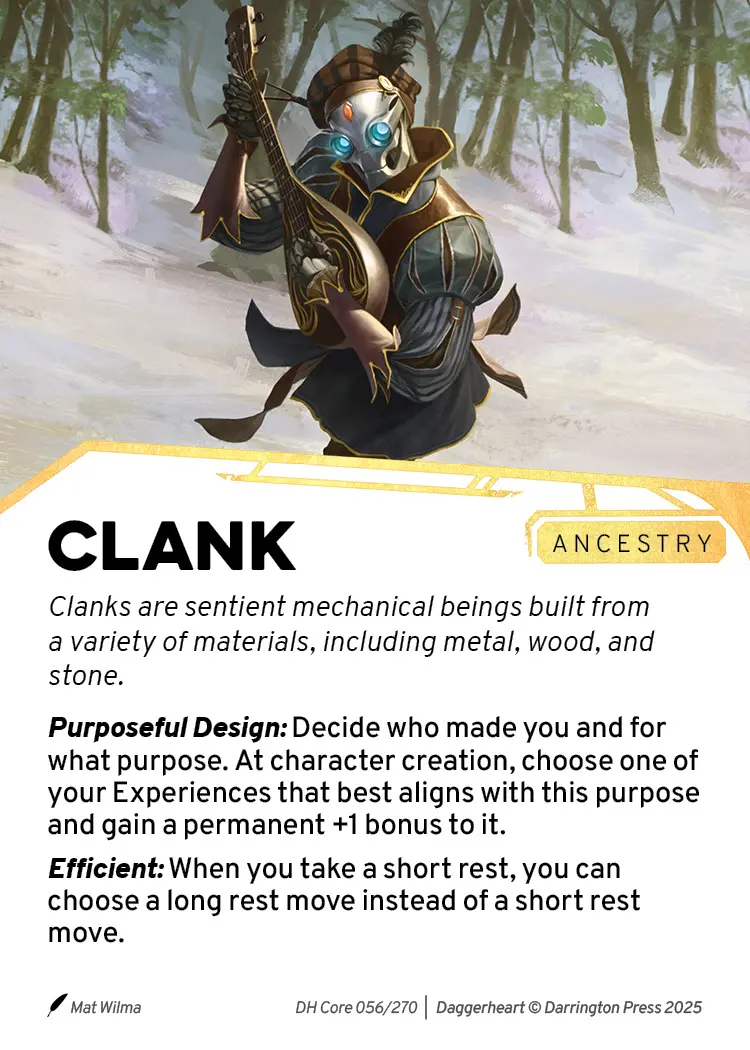 CLANK
ANCESTRY
Clanks are sentient mechanical beings built from
a variety of materials, including metal, wood, and
stone.
Purposeful Design: Decide who made you and for
what purpose. At character creation, choose one of
your Experiences that best aligns with this purpose
and gain a permanent +1 bonus to it.
Efficient: When you take a short rest, you can
choose a long rest move instead of a short rest
move.
Mat Wilma
DH Core 056/270 | Daggerheart © Darrington Press 2025